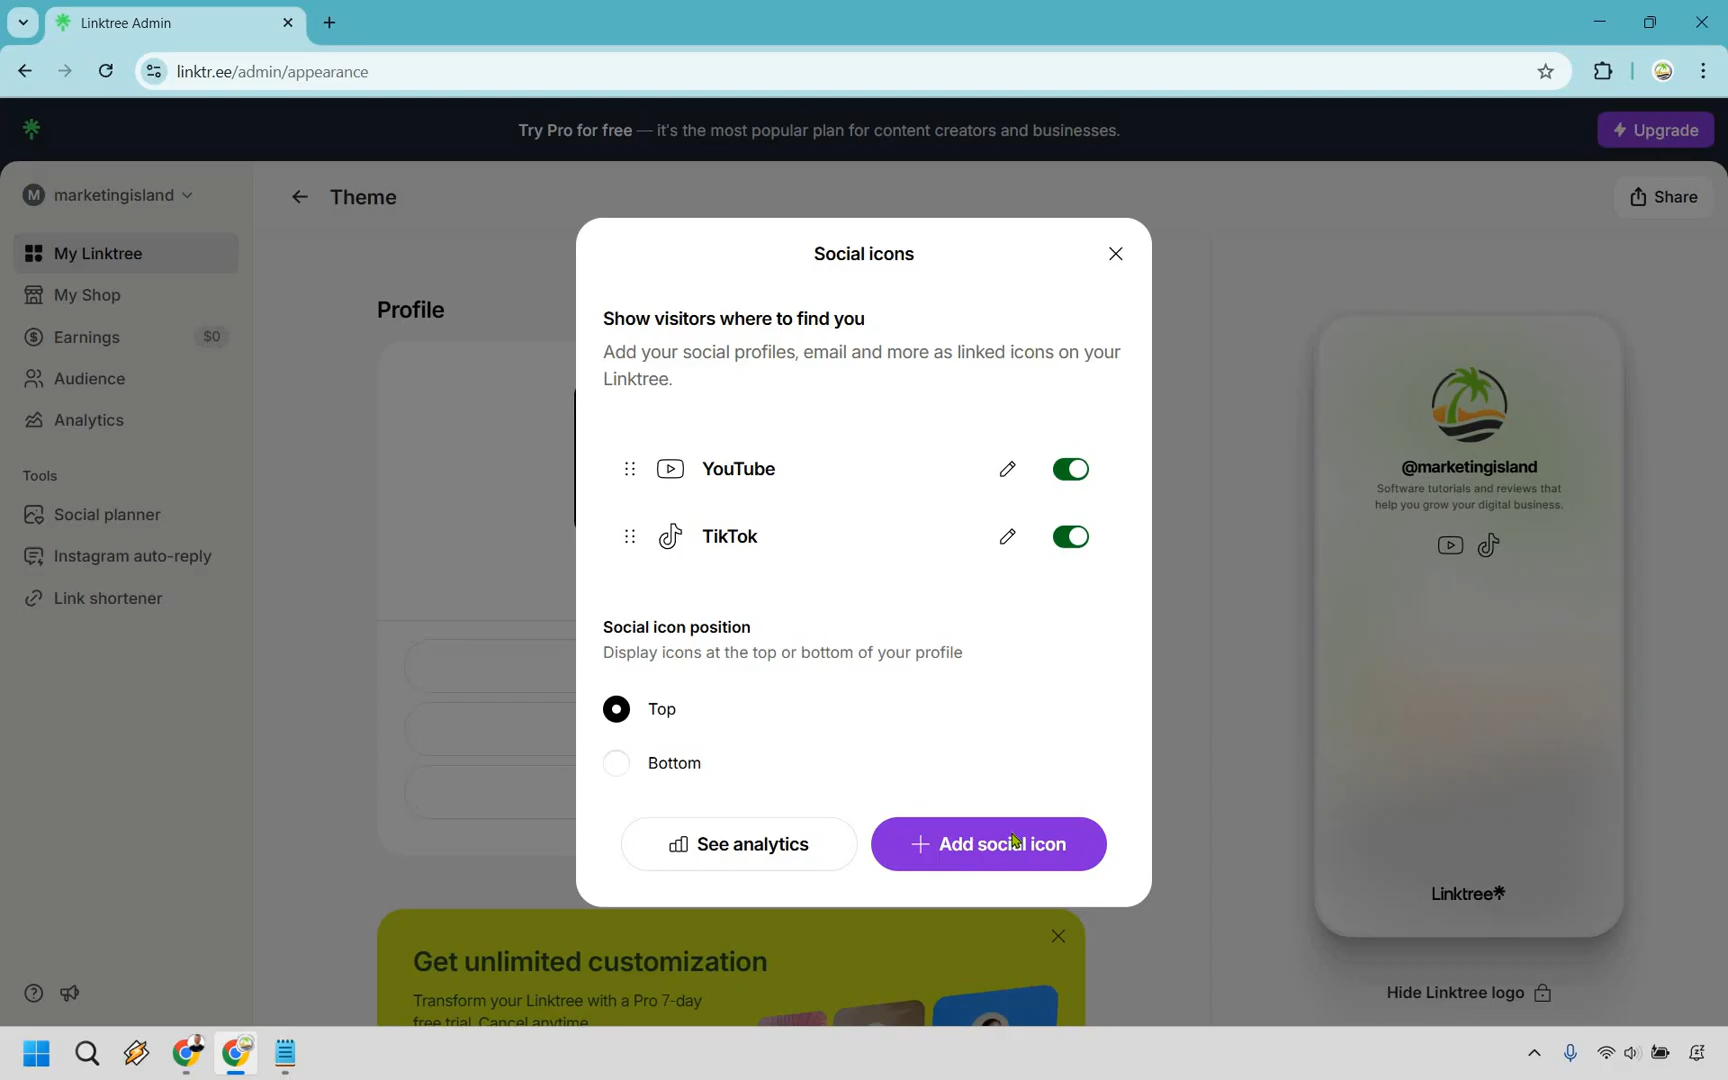 Linktree Admin
linktr.ee/admin/appearance
Try Pro for free — it's the most popular plan for content creators and businesses.
Upgrade
M marketingisland
Theme
Share
My Linktree
My Shop
Earnings $0
Audience
Analytics
Tools
Social planner
Instagram auto-reply
Link shortener
Profile
Social icons
Show visitors where to find you
Add your social profiles, email and more as linked icons on your
Linktree.
YouTube
TikTok
Social icon position
Display icons at the top or bottom of your profile
Top
Bottom
See analytics
Add social icon
Get unlimited customization
Transform your Linktree with a Pro 7-day
free trial. Cancel anytime.
@marketingisland
Software tutorials and reviews that
help you grow your digital business.
Linktree*
Hide Linktree logo